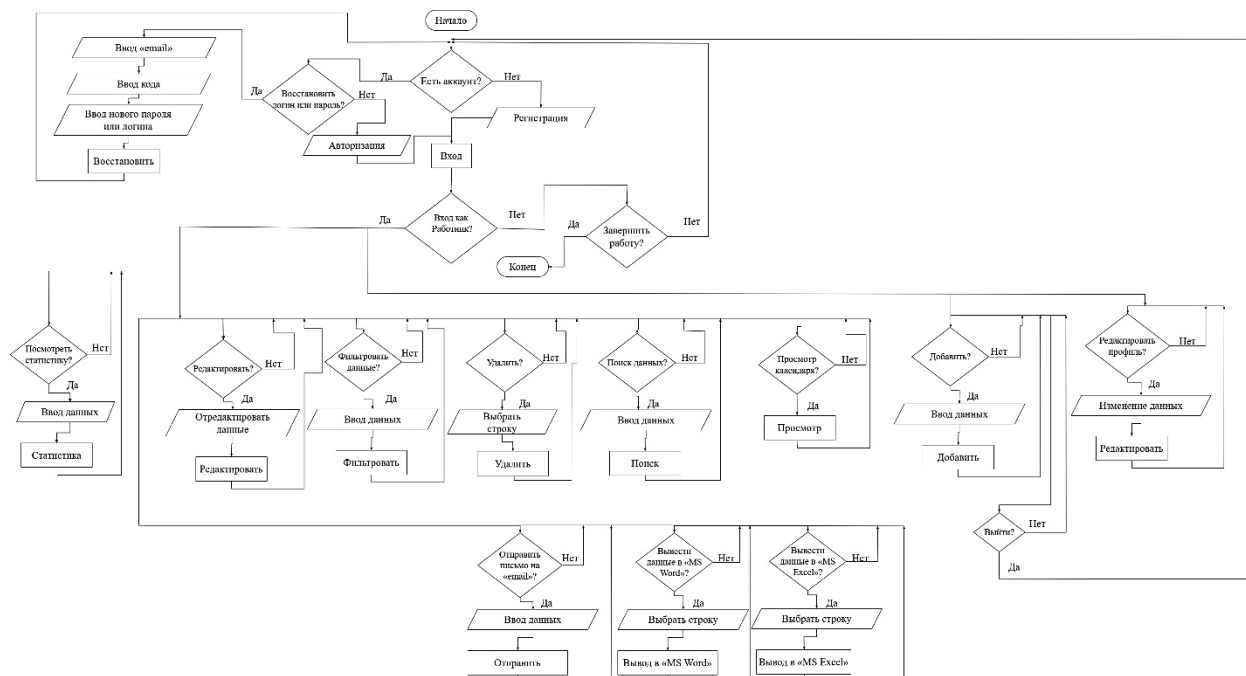 Начало
Ввод «email»
Есть аккаунт?
Да
Нет
Ввод кода
Да
Восстановить
логин или пароль?
Нет
Ввод нового пароля
или логина
Регистрация
Авторизация
Вход
Восстановить
Вход как
Работник?
Да
Нет
Завершить
работу?
Да
Нет
Конец
Посмотреть
статистику?
Нет
Да
Ввод данных
Статистика
Редактировать?
Нет
Да
Отредактировать
данные
Редактировать
Фильтровать
данные?
Нет
Да
Ввод данных
Фильтровать
Удалить?
Нет
Да
Выбрать
строку
Удалить
Поиск данных?
Нет
Да
Ввод данных
Поиск
Просмотр
календаря?
Нет
Да
Просмотр
Добавить?
Нет
Да
Ввод данных
Добавить
Редактировать
профиль?
Нет
Да
Изменение данных
Редактировать
Выйти?
Нет
Да
Отправить
письмо на
«email»?
Нет
Да
Ввод данных
Отправить
Вывести
данные в «MS
Word»?
Нет
Да
Выбрать строку
Вывод в «MS Word»
Вывести
данные в «MS
Excel»?
Нет
Да
Выбрать строку
Вывод в «MS Excel»